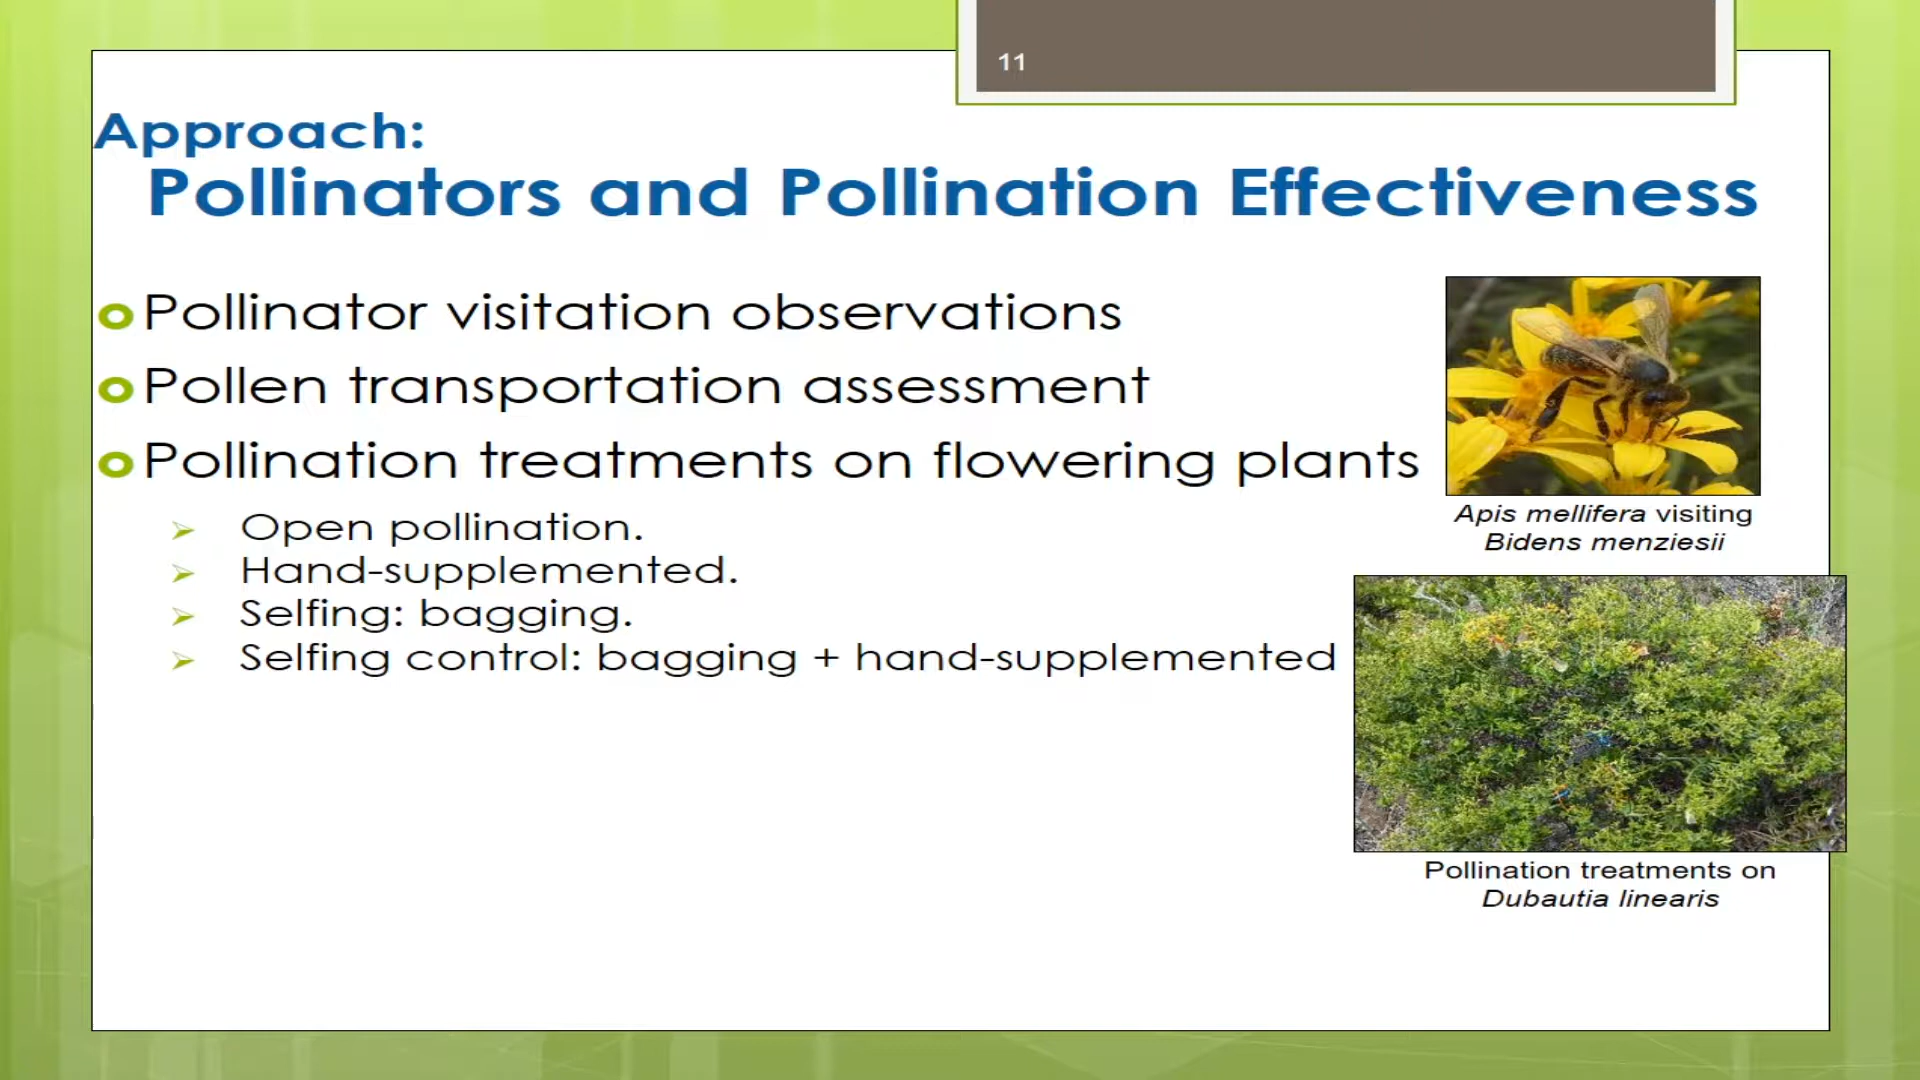 11
Approach:
Pollinators and Pollination Effectiveness
Pollinator visitation observations
Pollen transportation assessment
Pollination treatments on flowering plants
Open pollination.
Hand-supplemented.
Selfing: bagging.
Selfing control: bagging + hand-supplemented
Apis mellifera visiting
Bidens menziesii
Pollination treatments on
Dubautia linearis